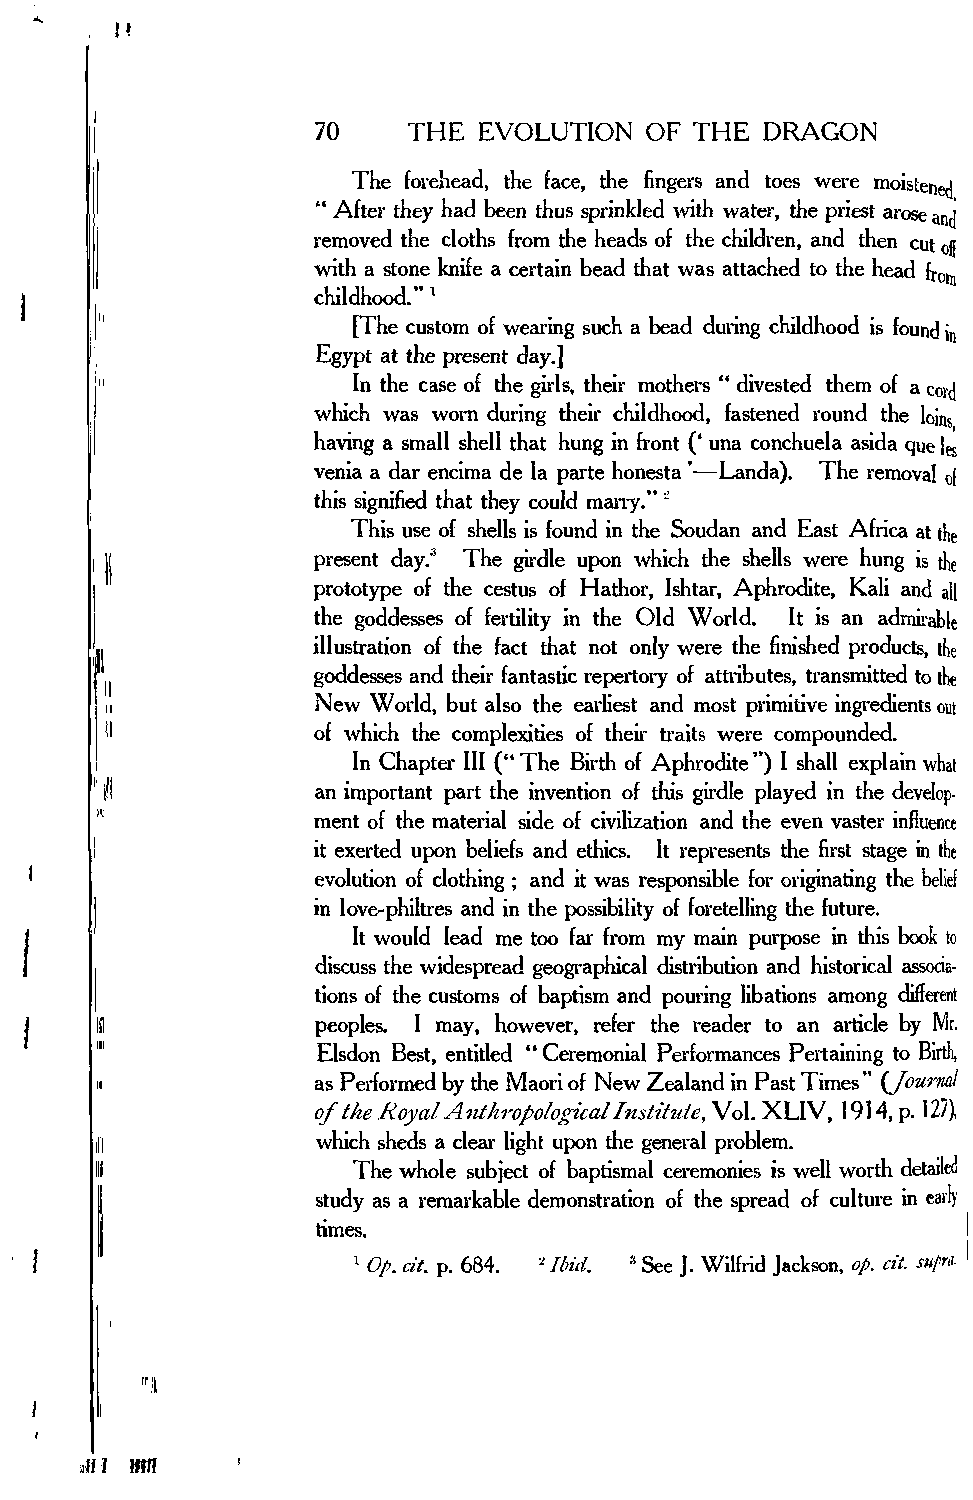 70 THE EVOLUTION OF THE DRAGON
The forehead, the face, the fingers and toes were moistened.
“ After they had been thus sprinkled with water, the priest arose and
removed the cloths from the heads of the children, and then cut off
with a stone knife a certain bead that was attached to the head from
childhood.” ¹
[The custom of wearing such a bead during childhood is found in
Egypt at the present day.]
In the case of the girls, their mothers “ divested them of a cord
which was worn during their childhood, fastened round the loins,
having a small shell that hung in front (‘ una conchuela asida que les
venia a dar encima de la parte honesta ’—Landa). The removal of
this signified that they could marry.” ²
This use of shells is found in the Soudan and East Africa at the
present day.³ The girdle upon which the shells were hung is the
prototype of the cestus of Hathor, Ishtar, Aphrodite, Kali and all
the goddesses of fertility in the Old World. It is an admirable
illustration of the fact that not only were the finished products, the
goddesses and their fantastic repertory of attributes, transmitted to the
New World, but also the earliest and most primitive ingredients out
of which the complexities of their traits were compounded.
In Chapter III (“ The Birth of Aphrodite ”) I shall explain what
an important part the invention of this girdle played in the develop-
ment of the material side of civilization and the even vaster influence
it exerted upon beliefs and ethics. It represents the first stage in the
evolution of clothing ; and it was responsible for originating the belief
in love-philtres and in the possibility of foretelling the future.
It would lead me too far from my main purpose in this book to
discuss the widespread geographical distribution and historical associa-
tions of the customs of baptism and pouring libations among different
peoples. I may, however, refer the reader to an article by Mr.
Elsdon Best, entitled “ Ceremonial Performances Pertaining to Birth,
as Performed by the Maori of New Zealand in Past Times ” (Journal
of the Royal Anthropological Institute, Vol. XLIV, 1914, p. 127),
which sheds a clear light upon the general problem.
The whole subject of baptismal ceremonies is well worth detailed
study as a remarkable demonstration of the spread of culture in early
times.
¹ Op. cit. p. 684. ² Ibid. ³ See J. Wilfrid Jackson, op. cit. supra.